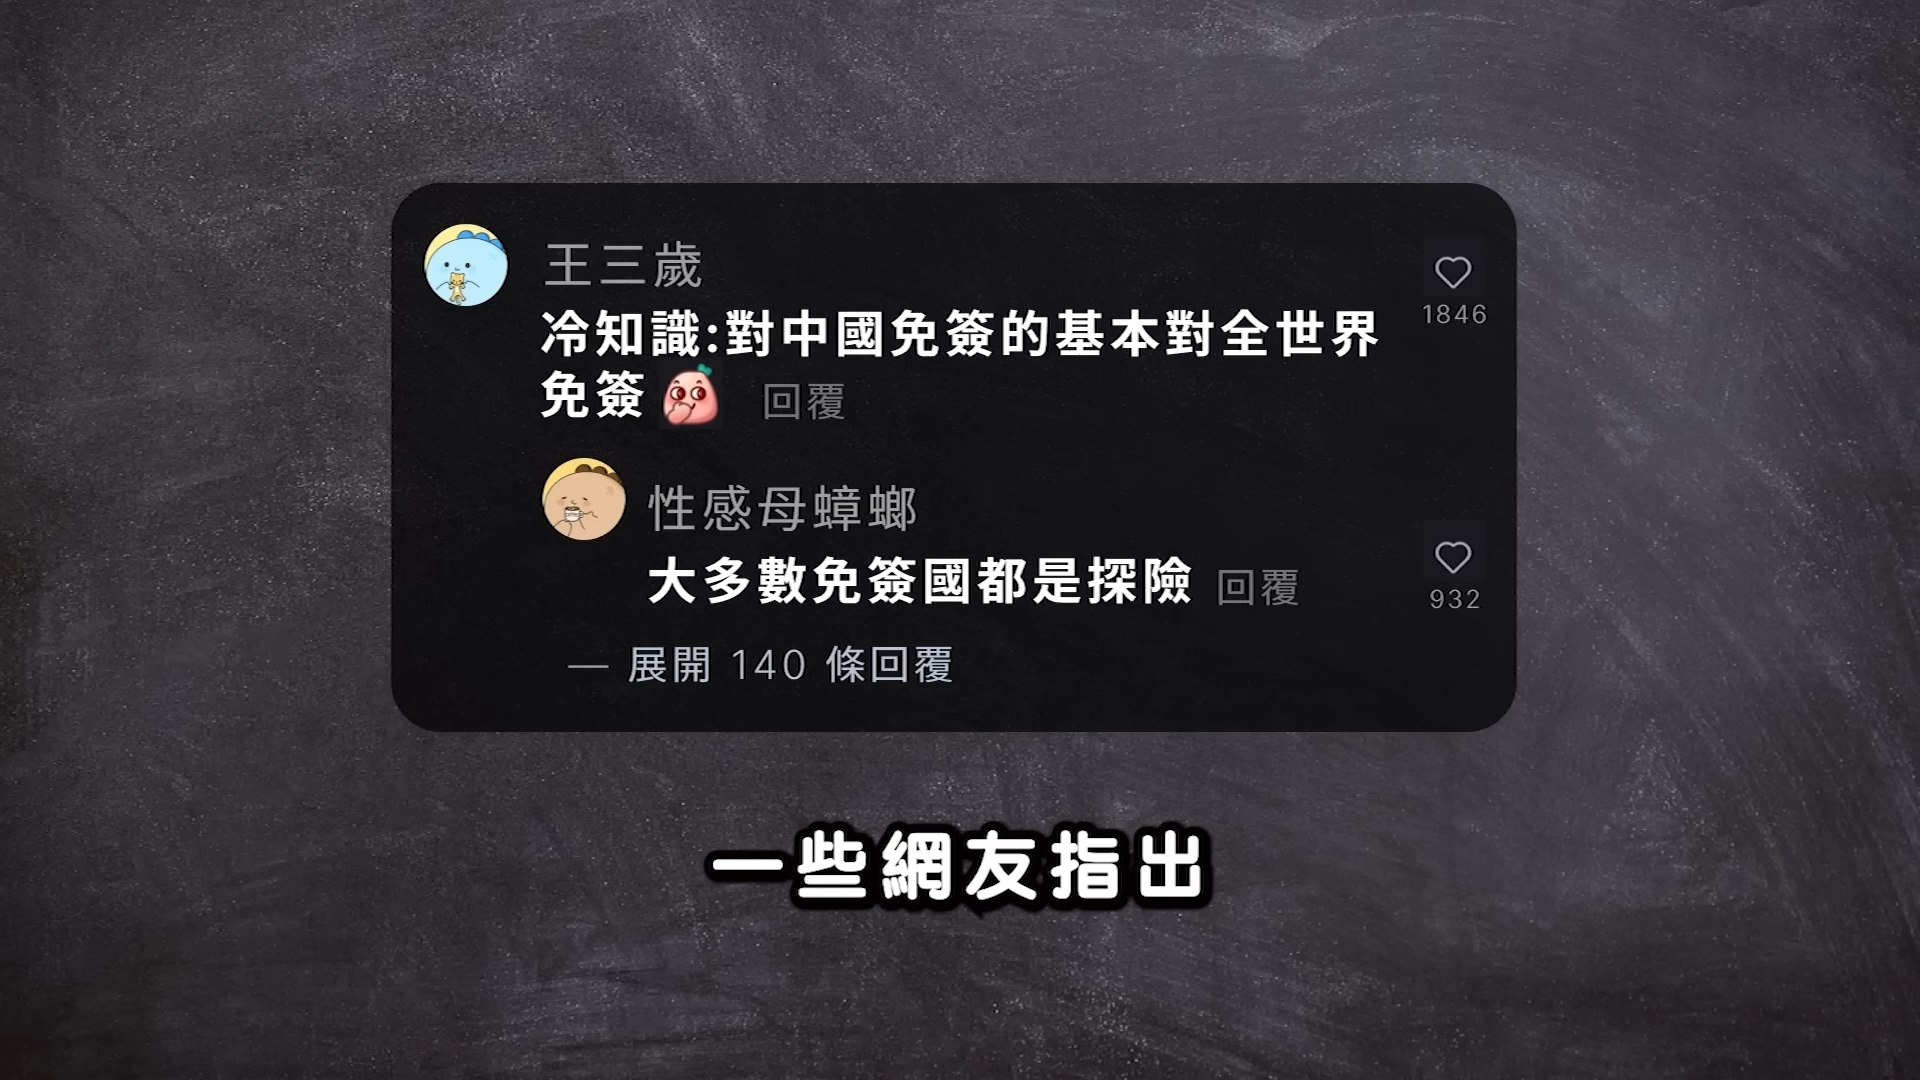 王三歲
冷知識:對中國免簽的基本對全世界
免簽 回覆
1846
性感母蟑螂
大多數免簽國都是探險 回覆
932
— 展開 140 條回覆
一些網友指出